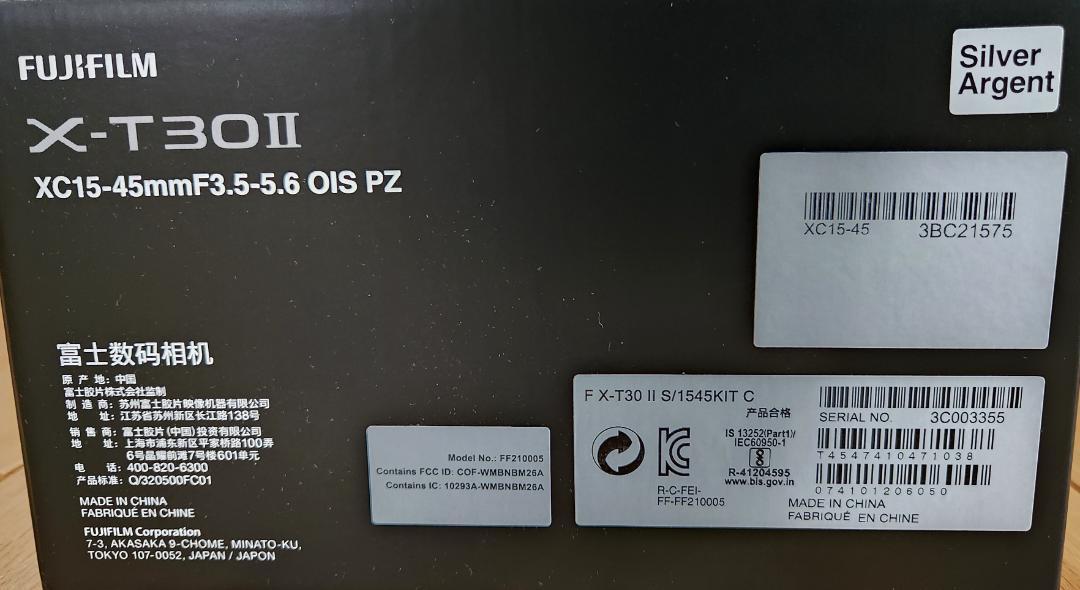 FUJIFILM
X-T30II
XC15-45mmF3.5-5.6 OIS PZ
Silver
Argent
XC15-45 3BC21575
富士数码相机
原 产 地: 中国
富士胶片株式会社监制
制 造 商: 苏州富士胶片映像机器有限公司
地 址: 江苏省苏州新区长江路138号
销 售 商: 富士胶片(中国)投资有限公司
地 址: 上海市浦东新区平家桥路100弄
6号晶耀前滩7号楼601单元
电 话: 400-820-6300
产品标准: Q/320500FC01
MADE IN CHINA
FABRIQUÉ EN CHINE
FUJIFILM Corporation
7-3, AKASAKA 9-CHOME, MINATO-KU,
TOKYO 107-0052, JAPAN / JAPON
Model No.: FF210005
Contains FCC ID: COF-WMBNBM26A
Contains IC: 10293A-WMBNBM26A
F X-T30 II S/1545KIT C
产品合格
IS 13252(Part1)/
IEC60950-1
R-41204595
www.bis.gov.in
R-C-FEI-
FF-FF210005
SERIAL NO. 3C003355
T454741047 1038
074101206050
MADE IN CHINA
FABRIQUÉ EN CHINE